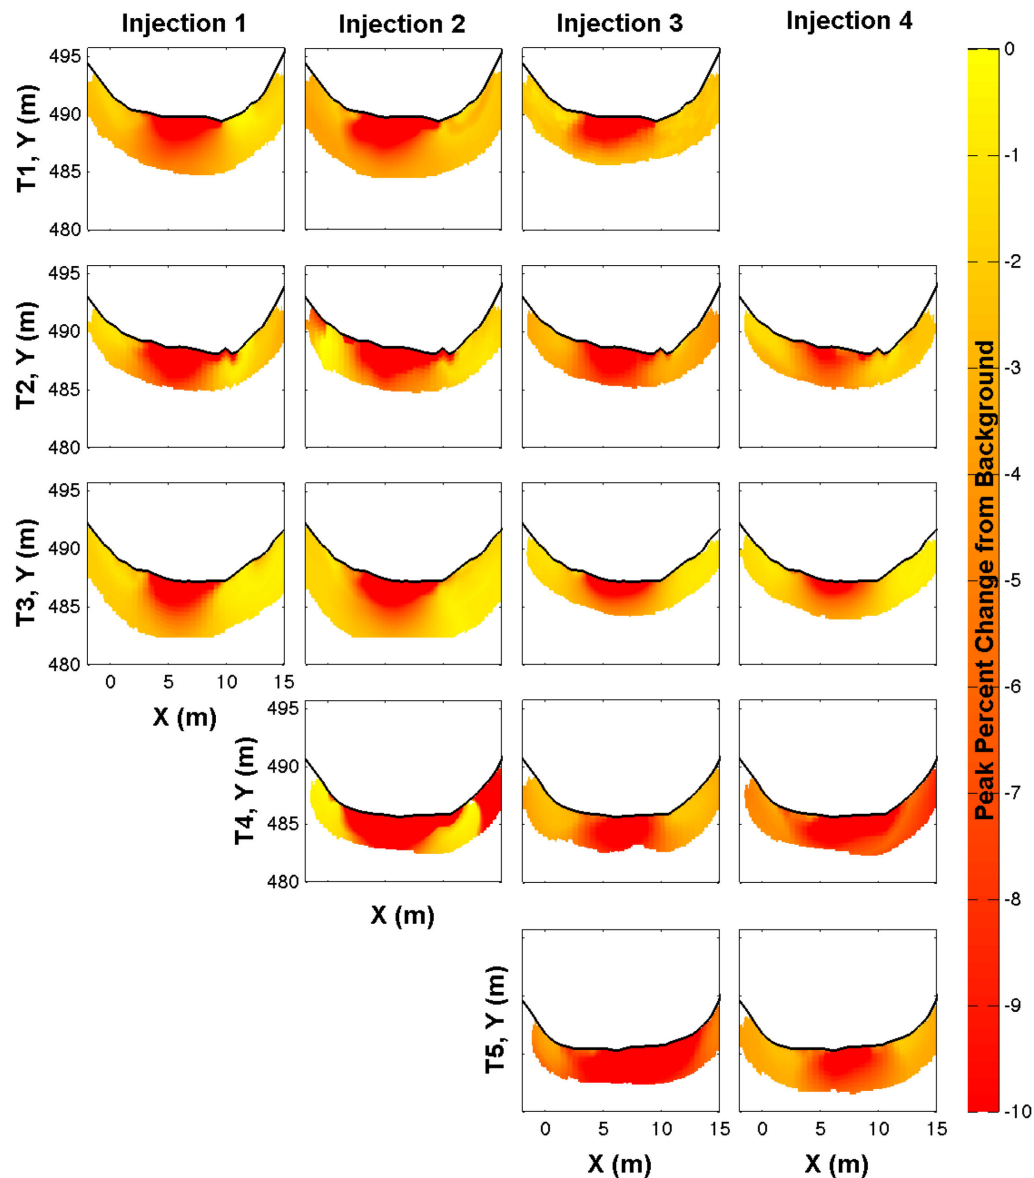 Injection 1 Injection 2 Injection 3 Injection 4
T1, Y (m)
495
490
485
480
T2, Y (m)
495
490
485
480
T3, Y (m)
495
490
485
480
0 5 10 15
X (m)
T4, Y (m)
495
490
485
480
X (m)
T5, Y (m)
0 5 10 15
0 5 10 15
X (m) X (m)
0
-1
-2
-3
-4
-5
-6
-7
-8
-9
-10
Peak Percent Change from Background